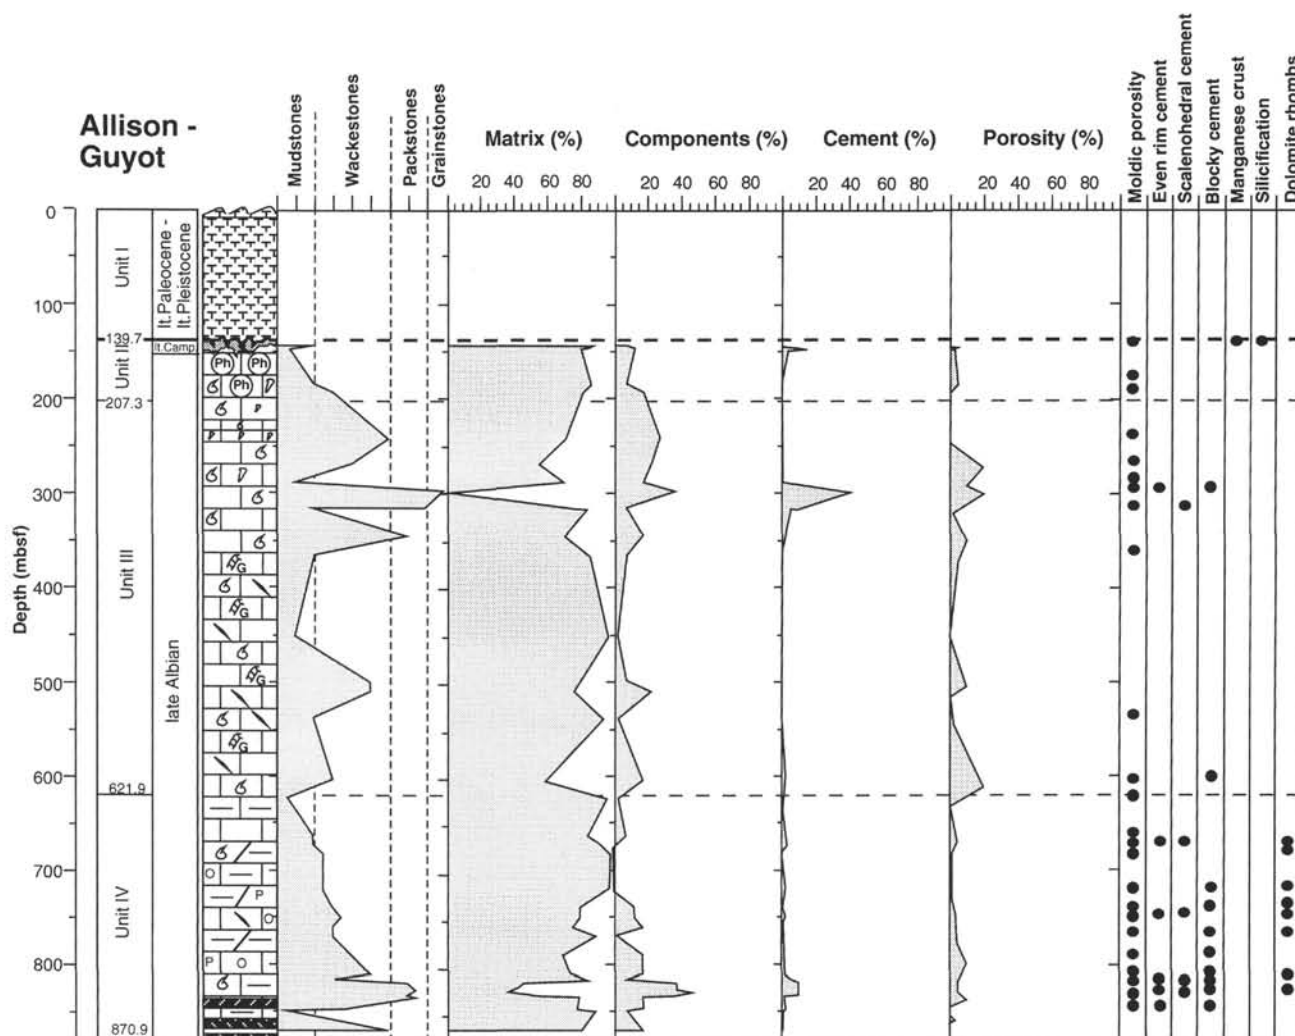 Allison -
Guyot
Mudstones
Wackestones
Packstones
Grainstones
Matrix (%)
Components (%)
Cement (%)
Porosity (%)
Moldic porosity
Even rim cement
Scalenohedral cement
Blocky cement
Manganese crust
Silicification
Dolomite rhombs
20 40 60 80
20 40 60 80
20 40 60 80
20 40 60 80
Depth (mbsf)
0
100
200
300
400
500
600
700
800
Unit I
139.7
Unit II
207.3
Unit III
621.9
Unit IV
870.9
lt.Paleocene -
lt.Pleistocene
lt.Camp.
late Albian
Ph Ph
Ph
G
G
G
G
P
P